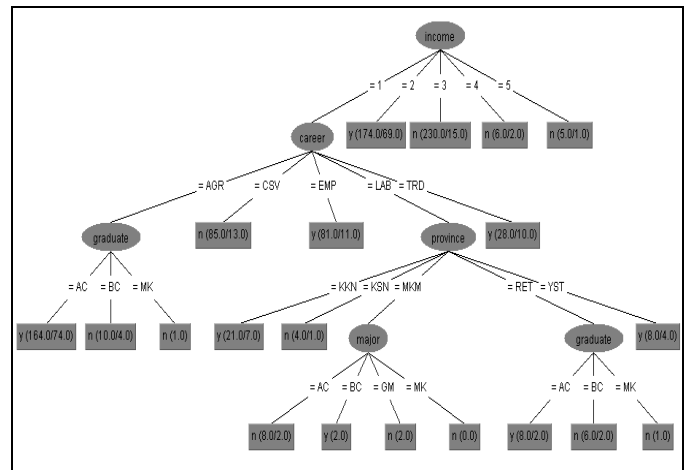 income
= 1 = 2 = 3 = 4 = 5
career y (174.0/69.0) n (230.0/15.0) n (6.0/2.0) n (5.0/1.0)
= AGR = CSV = EMP = LAB = TRD
graduate n (85.0/13.0) y (81.0/11.0) province y (28.0/10.0)
= AC = BC = MK = KKN = KSN = MKM = RET = YST
y (164.0/74.0) n (10.0/4.0) n (1.0) y (21.0/7.0) n (4.0/1.0) major graduate y (8.0/4.0)
= AC = BC = GM = MK = AC = BC = MK
n (8.0/2.0) y (2.0) n (2.0) n (0.0) y (8.0/2.0) n (6.0/2.0) n (1.0)